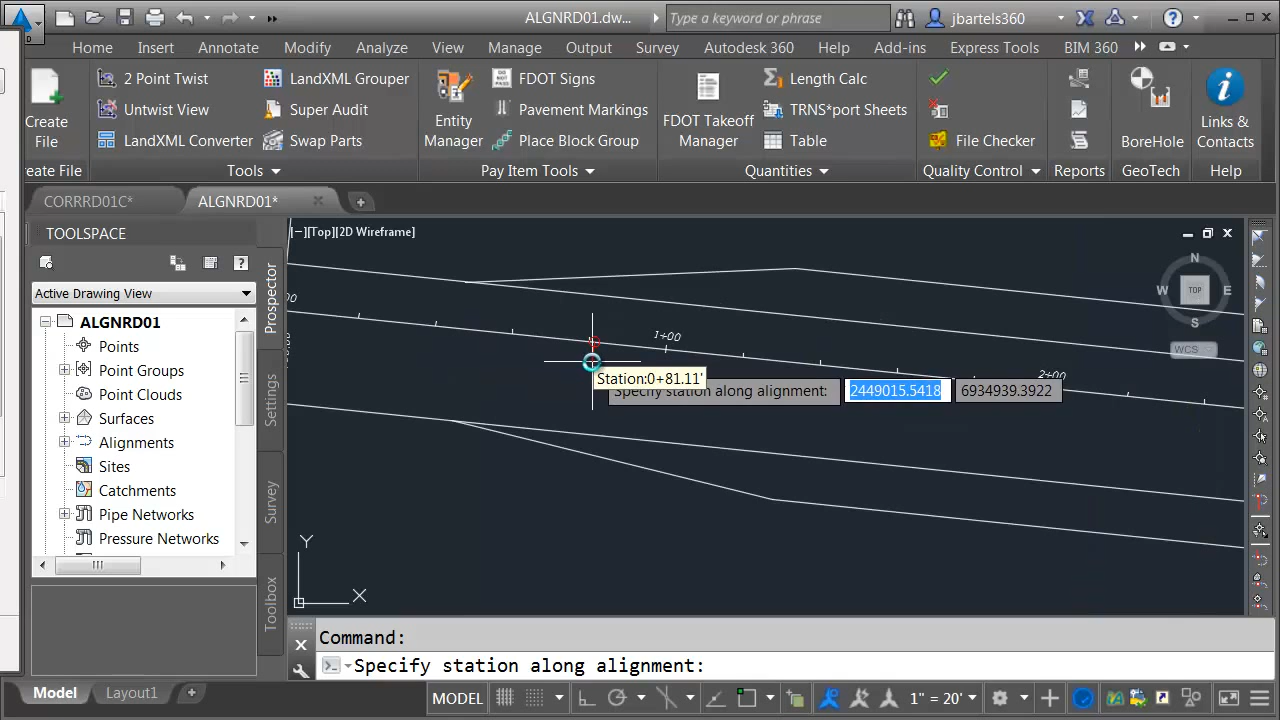 ALGNRD01.dw...
Type a keyword or phrase
jbartels360
Home Insert Annotate Modify Analyze View Manage Output Survey Autodesk 360 Help Add-ins Express Tools BIM 360
Create File
2 Point Twist
Untwist View
LandXML Converter
LandXML Grouper
Super Audit
Swap Parts
Entity Manager
FDOT Signs
Pavement Markings
Place Block Group
FDOT Takeoff Manager
Length Calc
TRNS*port Sheets
Table
File Checker
BoreHole
Links & Contacts
reate File Tools Pay Item Tools Quantities Quality Control Reports GeoTech Help
CORRRD01C* ALGNRD01*
TOOLSPACE
[−][Top][2D Wireframe]
Active Drawing View
ALGNRD01
Points
Point Groups
Point Clouds
Surfaces
Alignments
Sites
Catchments
Pipe Networks
Pressure Networks
Prospector
Settings
Survey
Toolbox
N
W TOP E
S
WCS
1+00
2+00
Station:0+81.11'
Specify station along alignment: 2449015.5418 6934939.3922
Y
X
Command:
Specify station along alignment:
Model Layout1
MODEL 1" = 20'